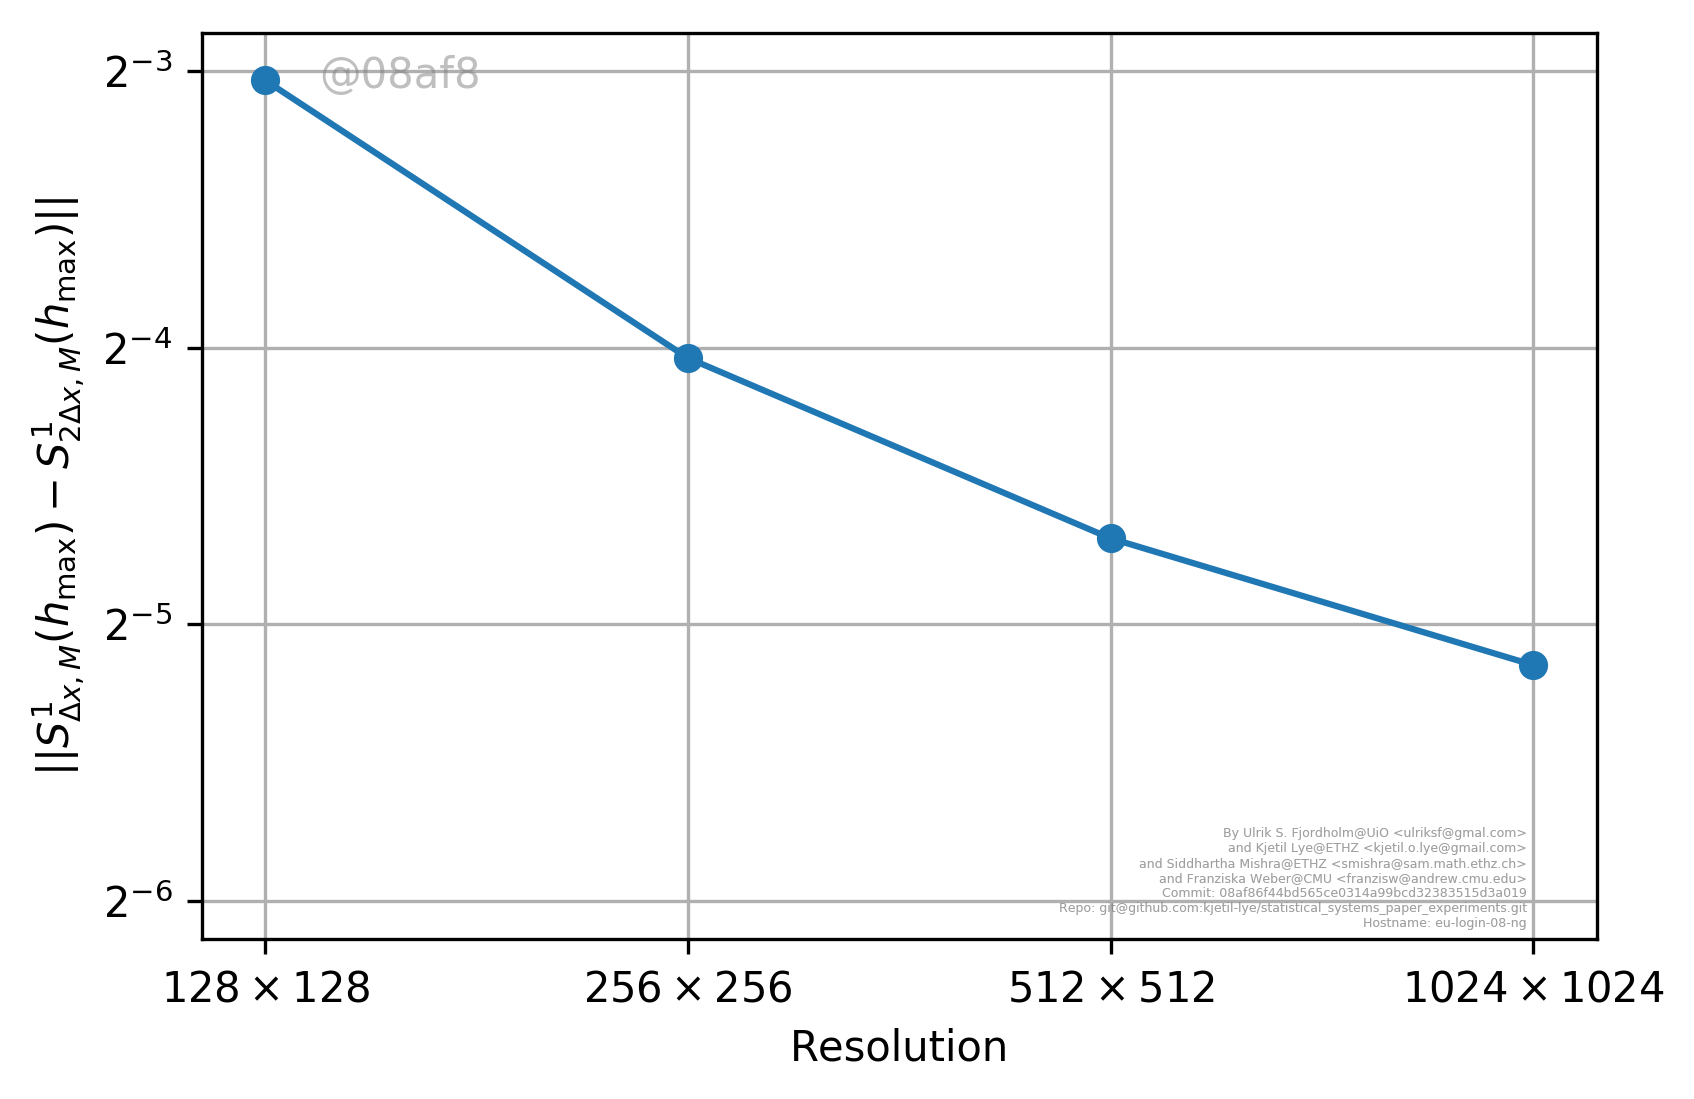 @08af8
2⁻³
2⁻⁴
2⁻⁵
2⁻⁶
||S¹_{Δx,M}(h_max) − S¹_{2Δx,M}(h_max)||
By Ulrik S. Fjordholm@UiO <ulriksf@gmal.com>
and Kjetil Lye@ETHZ <kjetil.o.lye@gmail.com>
and Siddhartha Mishra@ETHZ <smishra@sam.math.ethz.ch>
and Franziska Weber@CMU <franzisw@andrew.cmu.edu>
Commit: 08af86f44bd565ce0314a99bcd32383515d3a019
Repo: git@github.com:kjetil-lye/statistical_systems_paper_experiments.git
Hostname: eu-login-08-ng
128 × 128
256 × 256
512 × 512
1024 × 1024
Resolution